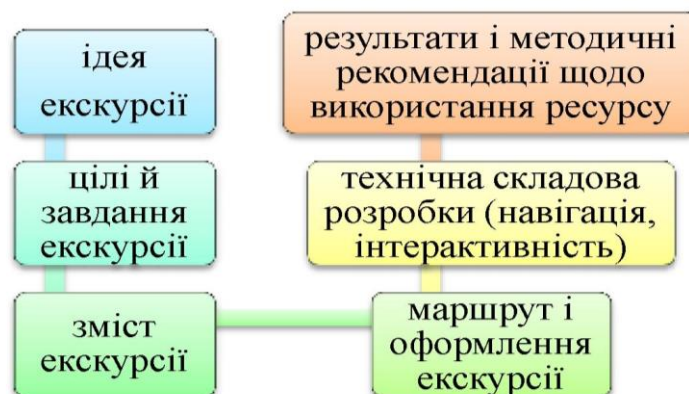 ідея
екскурсії
цілі й
завдання
екскурсії
зміст
екскурсії
маршрут і
оформлення
екскурсії
технічна складова
розробки (навігація,
інтерактивність)
результати і методичні
рекомендації щодо
використання ресурсу